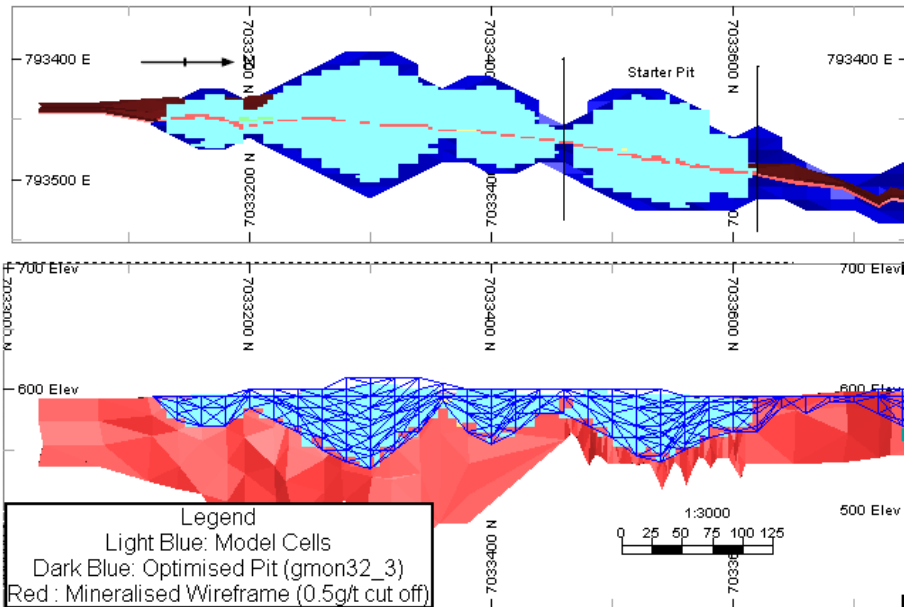 793400 E
7033200 N
7033400 N
Starter Pit
7033600 N
793400 E
793500 E
7033200 N
7033400
793500 E
700 Elev
7033000 N
7033200 N
7033400 N
7033600 N
700 Elev
600 Elev
600 Elev
Legend
Light Blue: Model Cells
Dark Blue: Optimised Pit (gmon32_3)
Red : Mineralised Wireframe (0.5g/t cut off)
7033400 N
1:3000
0 25 50 75 100 125
500 Elev